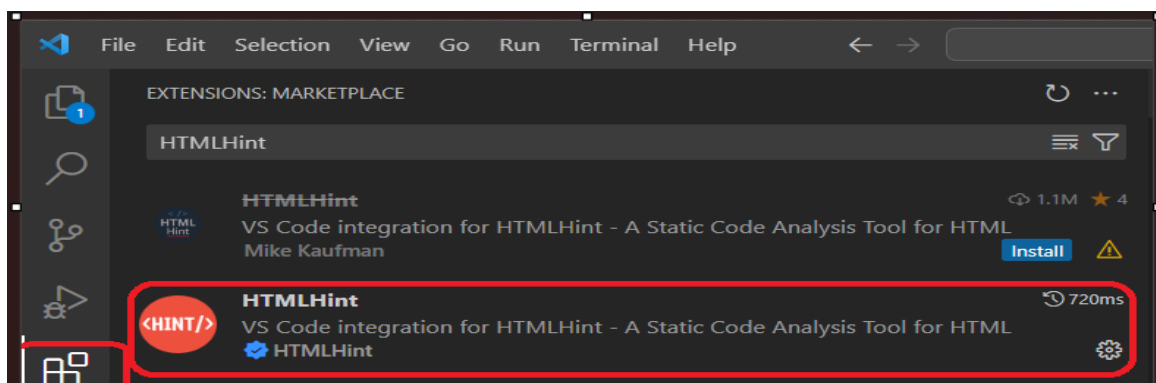 File Edit Selection View Go Run Terminal Help
1
EXTENSIONS: MARKETPLACE
HTMLHint
HTMLHint 1.1M 4
</>
HTML
Hint
VS Code integration for HTMLHint - A Static Code Analysis Tool for HTML
Mike Kaufman Install
HTMLHint 720ms
<HINT/>
VS Code integration for HTMLHint - A Static Code Analysis Tool for HTML
HTMLHint